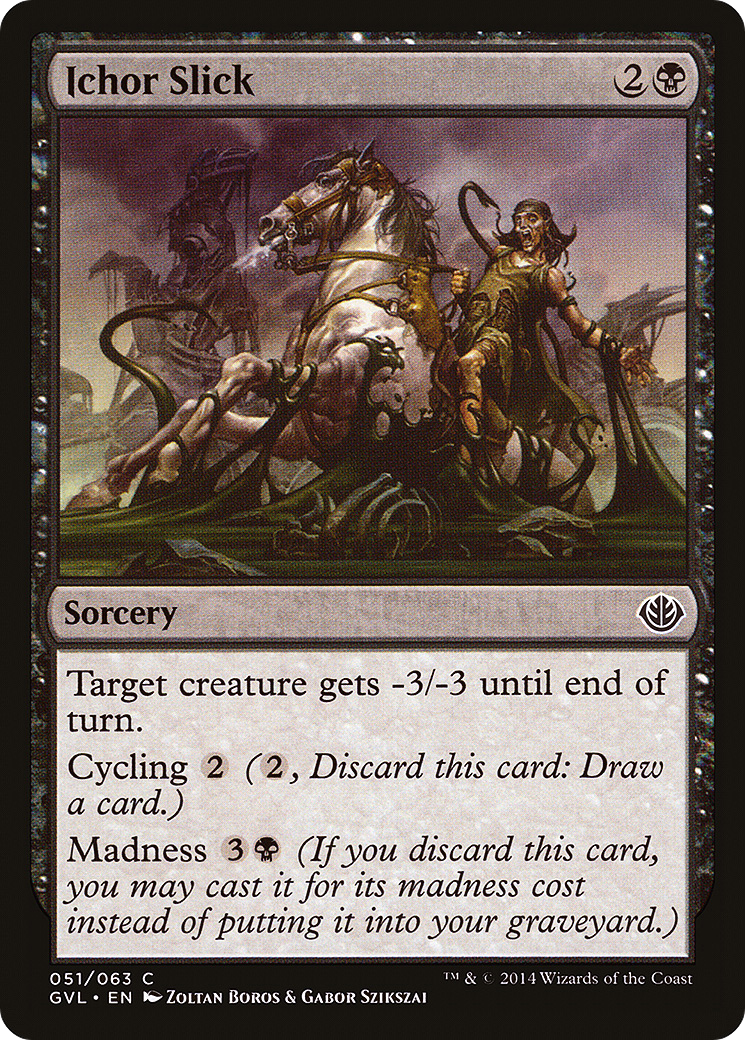 Ichor Slick 2
Sorcery
Target creature gets -3/-3 until end of
turn.
Cycling 2 (2, Discard this card: Draw
a card.)
Madness 3 (If you discard this card,
you may cast it for its madness cost
instead of putting it into your graveyard.)
051/063 C
GVL • EN Zoltan Boros & Gabor Szikszai
™ & © 2014 Wizards of the Coast